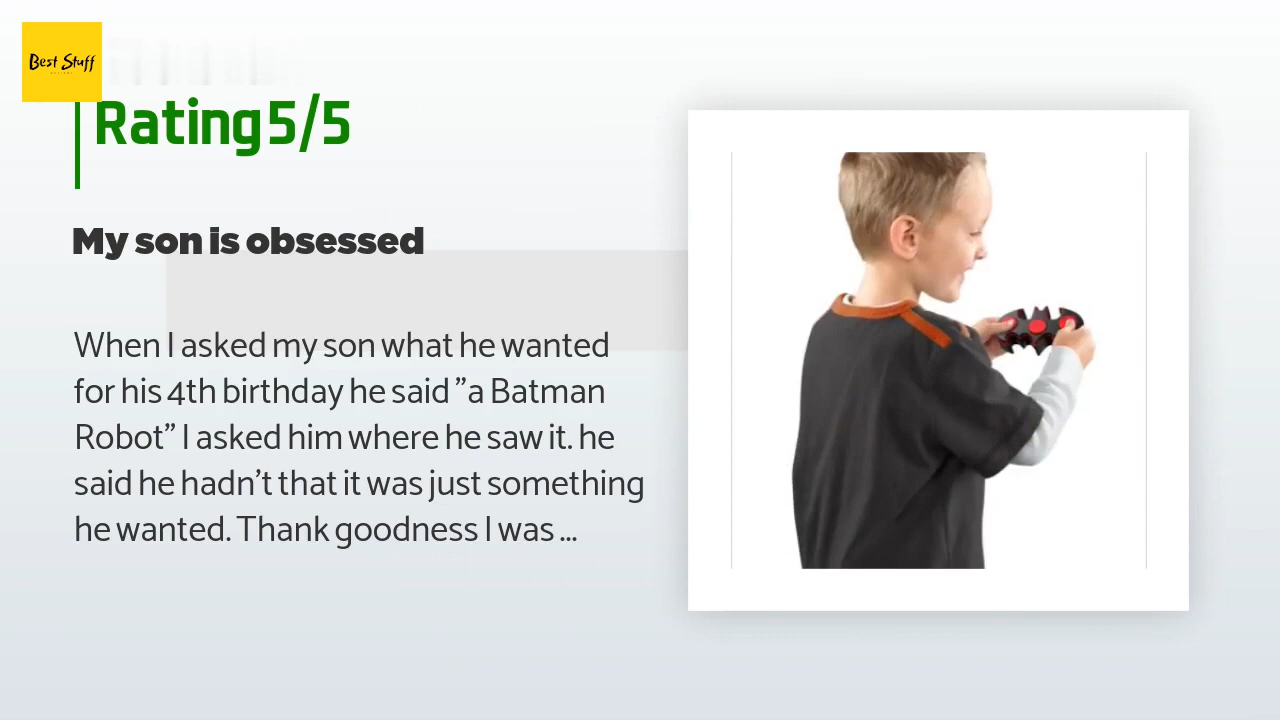 Best Stuff
Rating 5/5
My son is obsessed
When I asked my son what he wanted
for his 4th birthday he said "a Batman
Robot" I asked him where he saw it. he
said he hadn't that it was just something
he wanted. Thank goodness I was ...